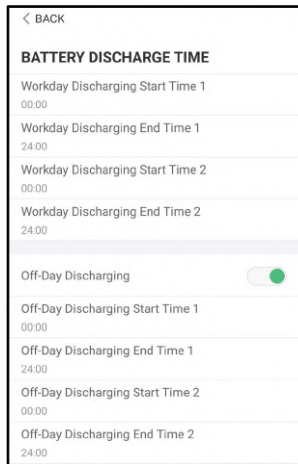 < BACK
BATTERY DISCHARGE TIME
Workday Discharging Start Time 1
00:00
Workday Discharging End Time 1
24:00
Workday Discharging Start Time 2
00:00
Workday Discharging End Time 2
24:00
Off-Day Discharging
Off-Day Discharging Start Time 1
00:00
Off-Day Discharging End Time 1
24:00
Off-Day Discharging Start Time 2
00:00
Off-Day Discharging End Time 2
24:00